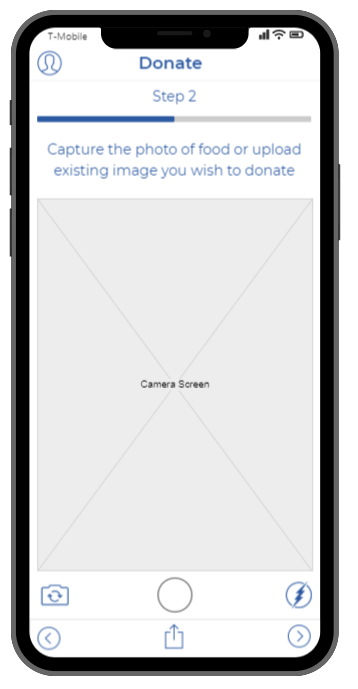 T-Mobile
Donate
Step 2
Capture the photo of food or upload
existing image you wish to donate
Camera Screen